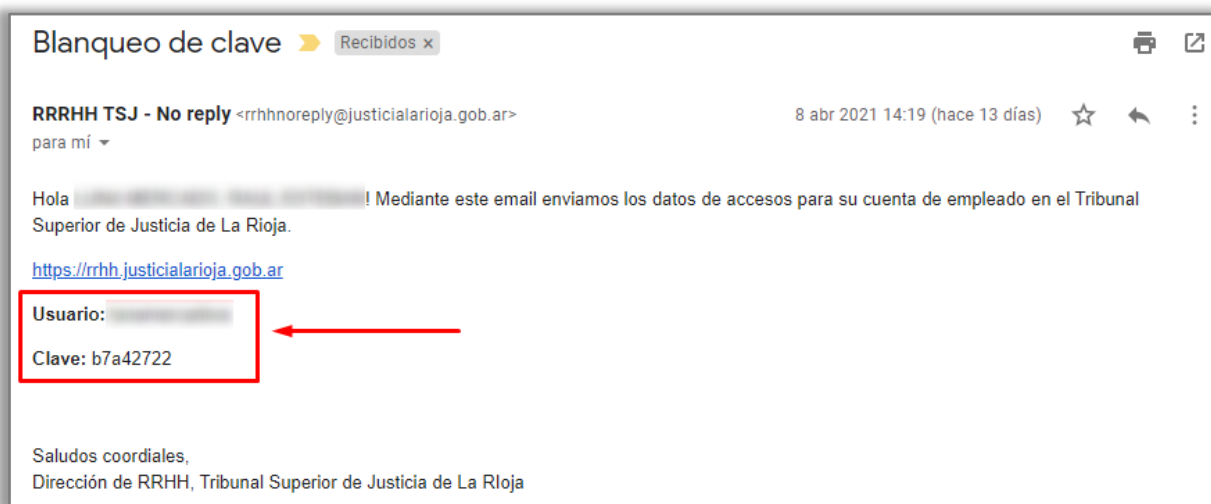 Blanqueo de clave Recibidos x
RRRHH TSJ - No reply <rrhhnoreply@justicialarioja.gob.ar> 8 abr 2021 14:19 (hace 13 días)
para mí
Hola ! Mediante este email enviamos los datos de accesos para su cuenta de empleado en el Tribunal
Superior de Justicia de La Rioja.
https://rrhh.justicialarioja.gob.ar
Usuario:
Clave: b7a42722
Saludos coordiales,
Dirección de RRHH, Tribunal Superior de Justicia de La RIoja